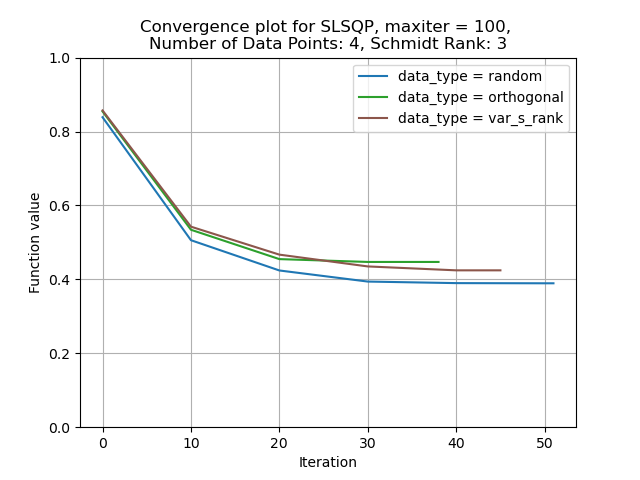 Convergence plot for SLSQP, maxiter = 100,
Number of Data Points: 4, Schmidt Rank: 3
data_type = random
data_type = orthogonal
data_type = var_s_rank
1.0
0.8
0.6
0.4
0.2
0.0
Function value
0 10 20 30 40 50
Iteration